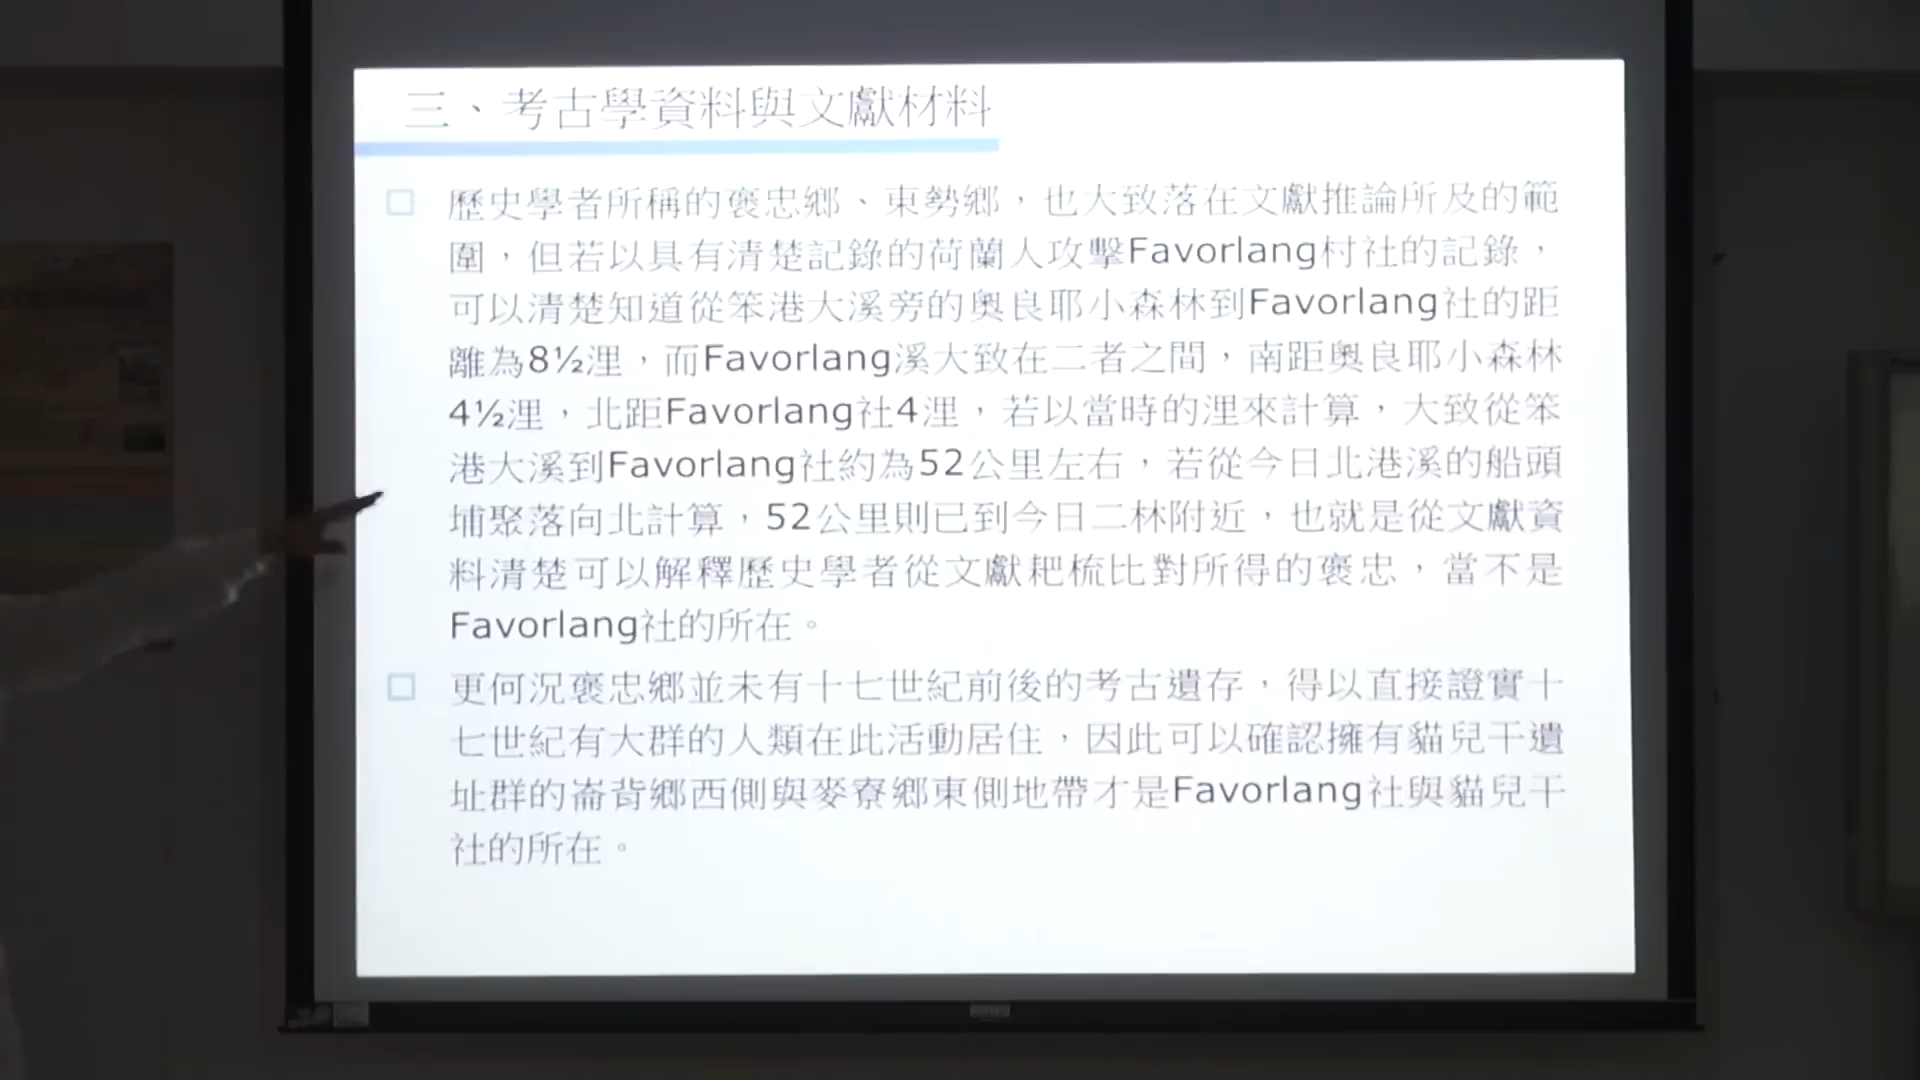 三、考古學資料與文獻材料
歷史學者所稱的褒忠鄉、東勢鄉，也大致落在文獻推論所及的範
圍，但若以具有清楚記錄的荷蘭人攻擊Favorlang村社的記錄，
可以清楚知道從笨港大溪旁的奧良耶小森林到Favorlang社的距
離為8½浬，而Favorlang溪大致在二者之間，南距奧良耶小森林
4½浬，北距Favorlang社4浬，若以當時的浬來計算，大致從笨
港大溪到Favorlang社約為52公里左右，若從今日北港溪的船頭
埔聚落向北計算，52公里則已到今日二林附近，也就是從文獻資
料清楚可以解釋歷史學者從文獻耙梳比對所得的褒忠，當不是
Favorlang社的所在。
更何況褒忠鄉並未有十七世紀前後的考古遺存，得以直接證實十
七世紀有大群的人類在此活動居住，因此可以確認擁有貓兒干遺
址群的崙背鄉西側與麥寮鄉東側地帶才是Favorlang社與貓兒干
社的所在。